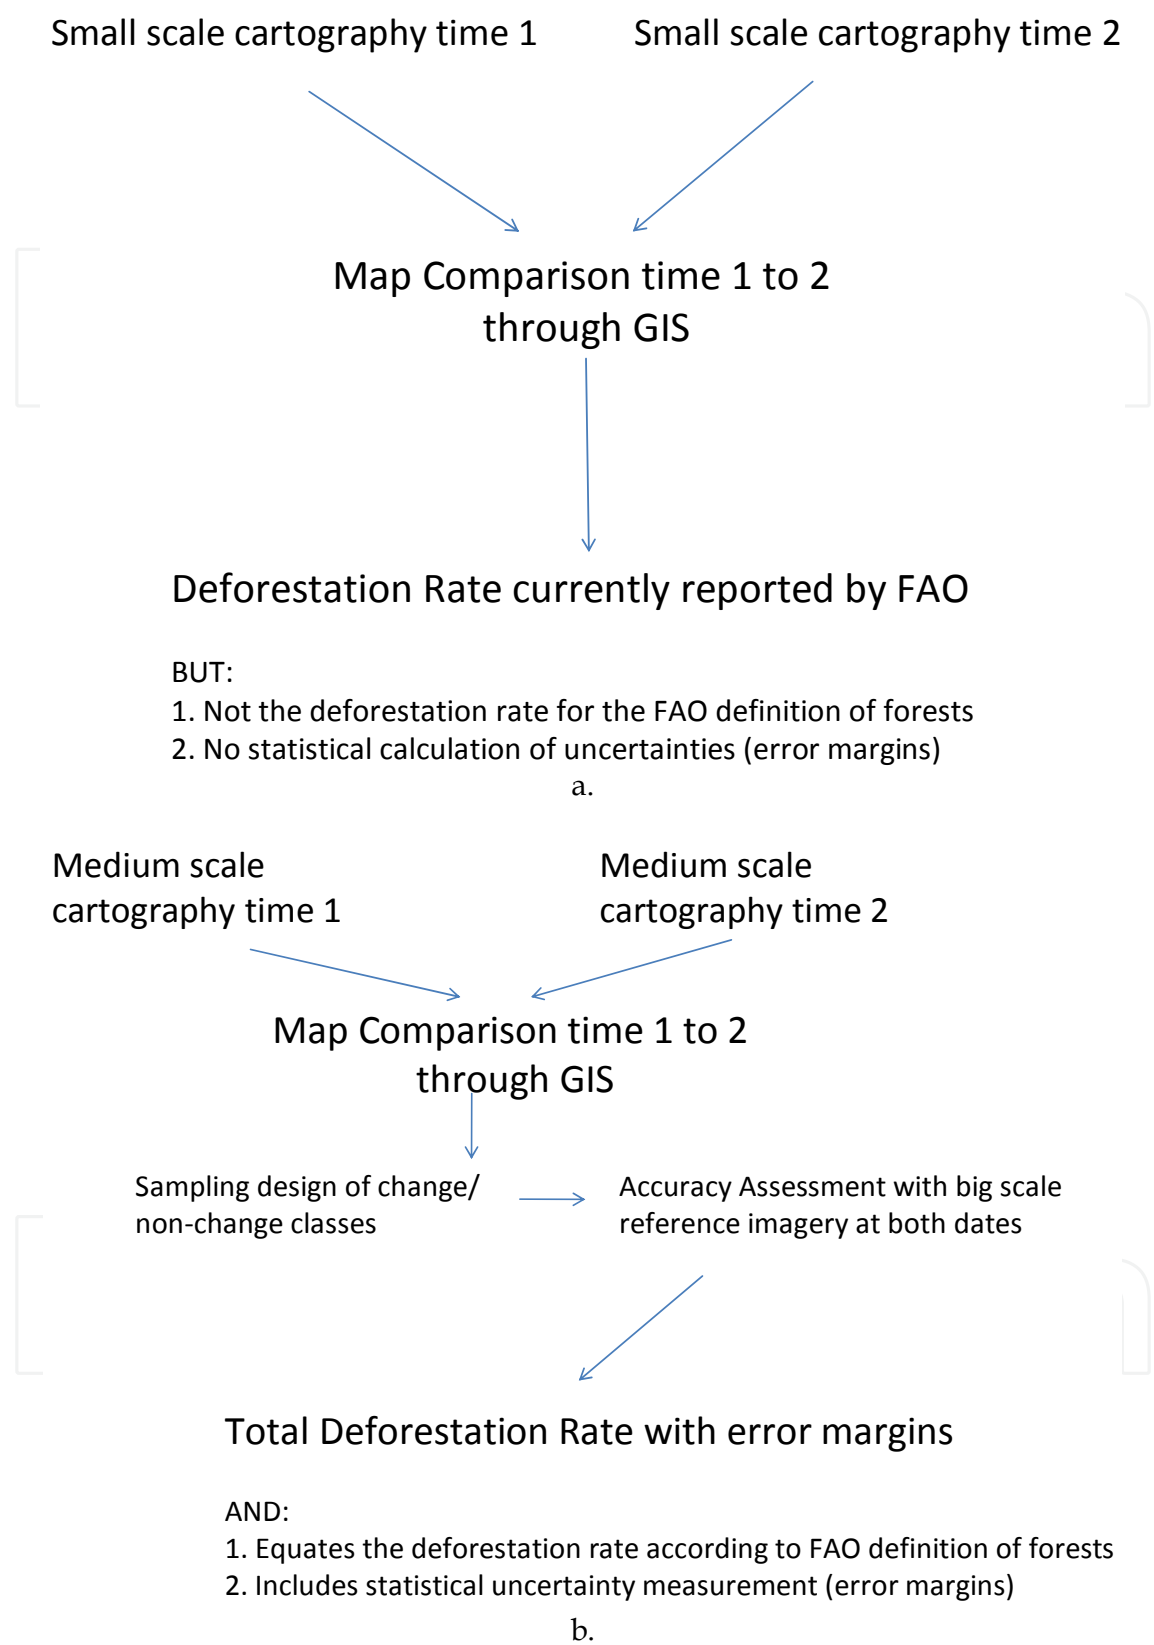 Small scale cartography time 1
Small scale cartography time 2
Map Comparison time 1 to 2
through GIS
Deforestation Rate currently reported by FAO
BUT:
1. Not the deforestation rate for the FAO definition of forests
2. No statistical calculation of uncertainties (error margins)
a.
Medium scale
cartography time 1
Medium scale
cartography time 2
Map Comparison time 1 to 2
through GIS
Sampling design of change/
non-change classes
Accuracy Assessment with big scale
reference imagery at both dates
Total Deforestation Rate with error margins
AND:
1. Equates the deforestation rate according to FAO definition of forests
2. Includes statistical uncertainty measurement (error margins)
b.